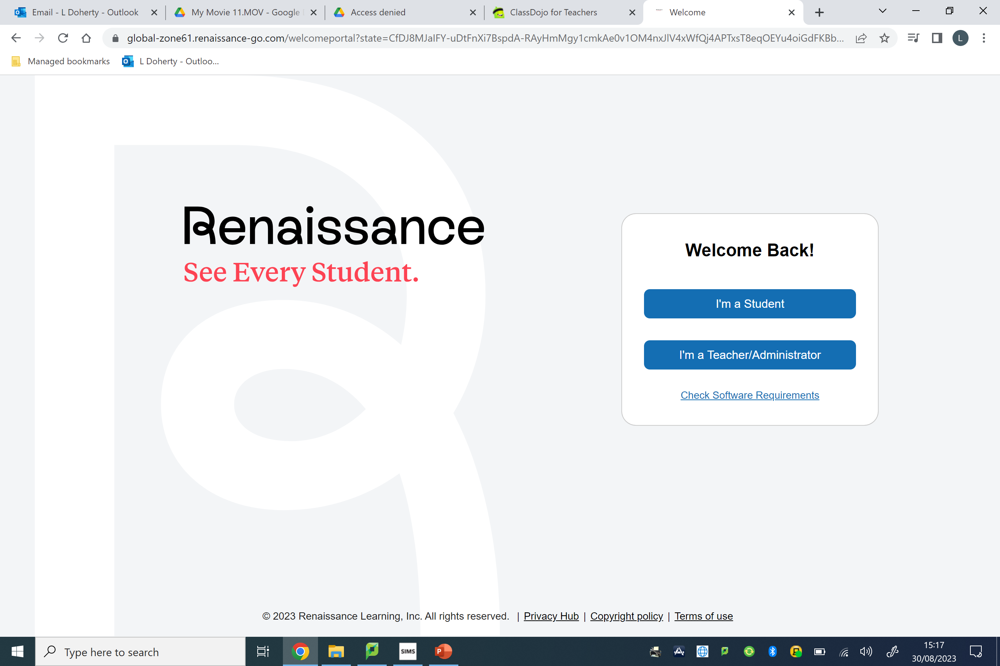 Email - L Doherty - Outlook
My Movie 11.MOV - Google
Access denied
ClassDojo for Teachers
Welcome
global-zone61.renaissance-go.com/welcomeportal?state=CfDJ8MJaIFY-uDtFnXi7BspdA-RAyHmMgy1cmkAe0v1OM4nxJlV4xWfQj4APTxsT8eqOEYu4oiGdFKBb...
L
Managed bookmarks
L Doherty - Outloo...
Renaissance
See Every Student.
Welcome Back!
I'm a Student
I'm a Teacher/Administrator
Check Software Requirements
© 2023 Renaissance Learning, Inc. All rights reserved. | Privacy Hub | Copyright policy | Terms of use
Type here to search
SIMS
15:17
30/08/2023